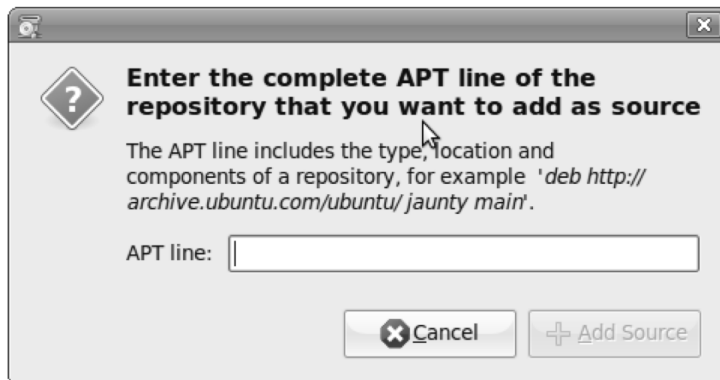 Enter the complete APT line of the
repository that you want to add as source
The APT line includes the type, location and
components of a repository, for example 'deb http://
archive.ubuntu.com/ubuntu/ jaunty main'.
APT line:
Cancel
Add Source